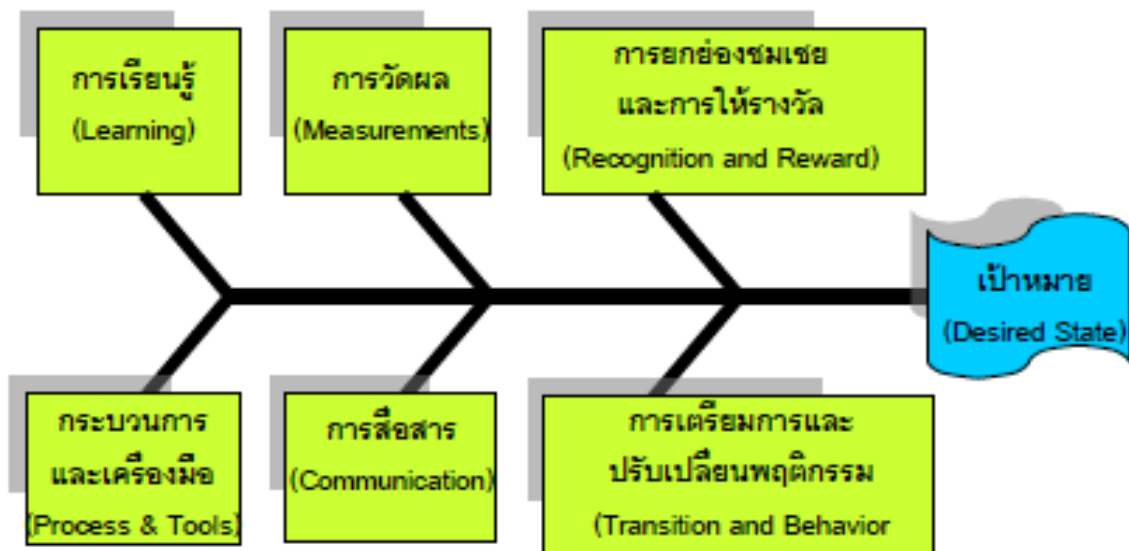 การเรียนรู้
(Learning)
การวัดผล
(Measurements)
การยกย่องชมเชย
และการให้รางวัล
(Recognition and Reward)
เป้าหมาย
(Desired State)
กระบวนการ
และเครื่องมือ
(Process & Tools)
การสื่อสาร
(Communication)
การเตรียมการและ
ปรับเปลี่ยนพฤติกรรม
(Transition and Behavior